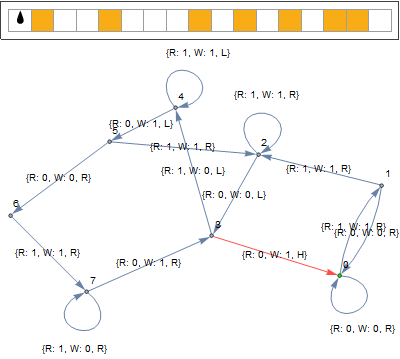 {R: 1, W: 1, L}
4
{R: 1, W: 1, R}
{R: 0, W: 1, L}
5
2
{R: 1, W: 1, R}
{R: 1, W: 1, R}
{R: 1, W: 0, L}
1
{R: 0, W: 0, R}
{R: 0, W: 0, L}
6
3
{R: 1, W: 1, R}
{R: 0, W: 0, R}
{R: 1, W: 1, R}
{R: 0, W: 1, H}
{R: 0, W: 1, R}
0
7
{R: 0, W: 0, R}
{R: 1, W: 0, R}